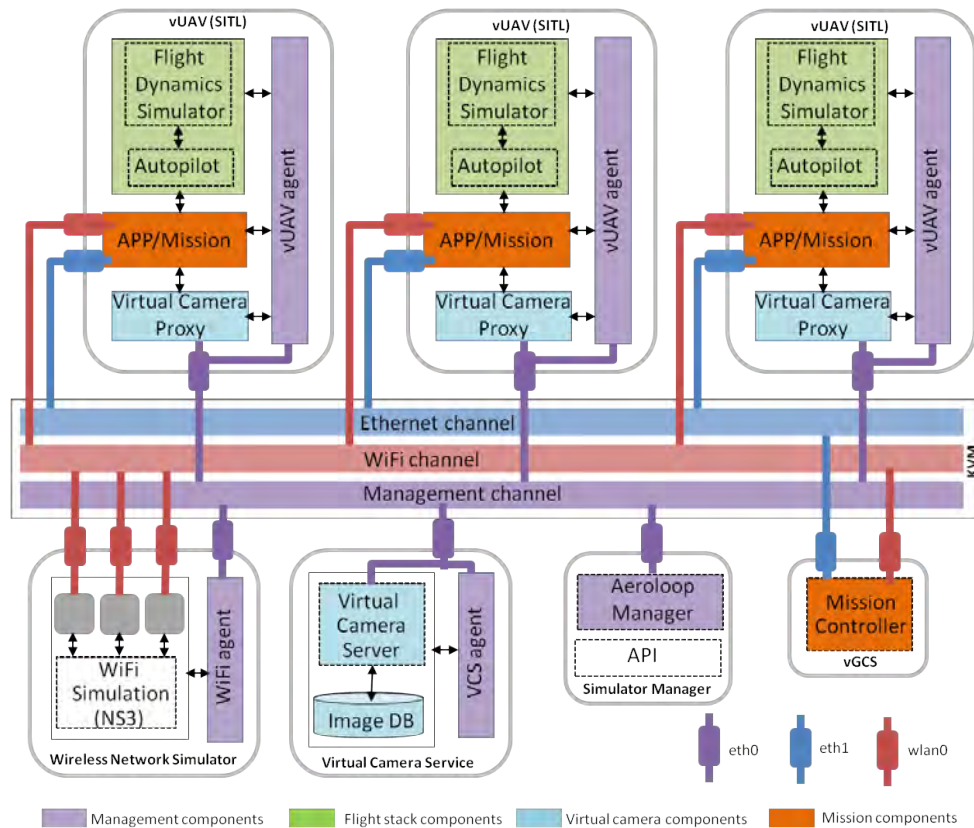 vUAV (SITL)
Flight
Dynamics
Simulator
Autopilot
APP/Mission
Virtual Camera
Proxy
vUAV agent
vUAV (SITL)
Flight
Dynamics
Simulator
Autopilot
APP/Mission
Virtual Camera
Proxy
vUAV agent
vUAV (SITL)
Flight
Dynamics
Simulator
Autopilot
APP/Mission
Virtual Camera
Proxy
vUAV agent
Ethernet channel
WiFi channel
Management channel
KVM
WiFi
Simulation
(NS3)
WiFi agent
Wireless Network Simulator
Virtual
Camera
Server
Image DB
VCS agent
Virtual Camera Service
Aeroloop
Manager
API
Simulator Manager
Mission
Controller
vGCS
eth0
eth1
wlan0
Management components
Flight stack components
Virtual camera components
Mission components